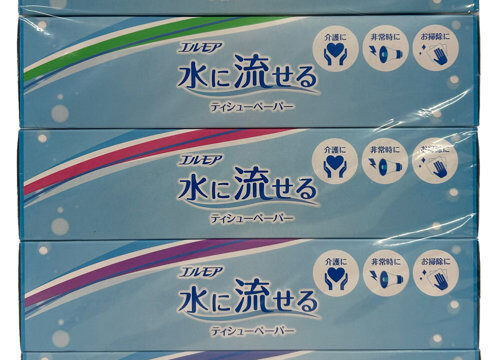 エルモア
水に流せる
ティシューペーパー
介護に
非常時に
お掃除に
エルモア
水に流せる
ティシューペーパー
介護に
非常時に
お掃除に
エルモア
水に流せる
ティシューペーパー
介護に
非常時に
お掃除に